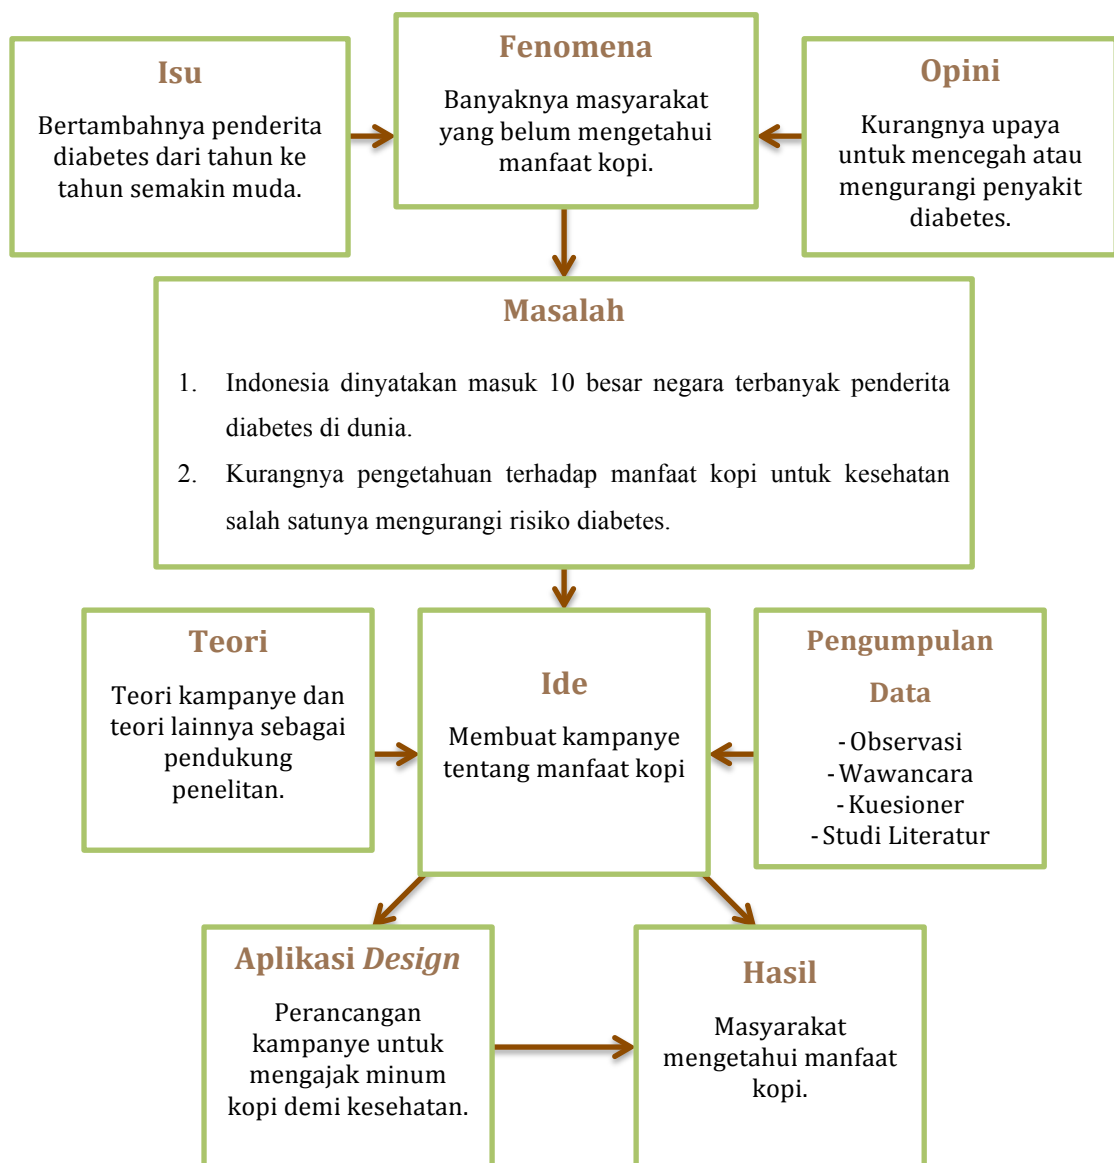 Isu
Bertambahnya penderita
diabetes dari tahun ke
tahun semakin muda.
Fenomena
Banyaknya masyarakat
yang belum mengetahui
manfaat kopi.
Opini
Kurangnya upaya
untuk mencegah atau
mengurangi penyakit
diabetes.
Masalah
1. Indonesia dinyatakan masuk 10 besar negara terbanyak penderita
diabetes di dunia.
2. Kurangnya pengetahuan terhadap manfaat kopi untuk kesehatan
salah satunya mengurangi risiko diabetes.
Teori
Teori kampanye dan
teori lainnya sebagai
pendukung
penelitan.
Ide
Membuat kampanye
tentang manfaat kopi
Pengumpulan
Data
- Observasi
- Wawancara
- Kuesioner
- Studi Literatur
Aplikasi Design
Perancangan
kampanye untuk
mengajak minum
kopi demi kesehatan.
Hasil
Masyarakat
mengetahui manfaat
kopi.